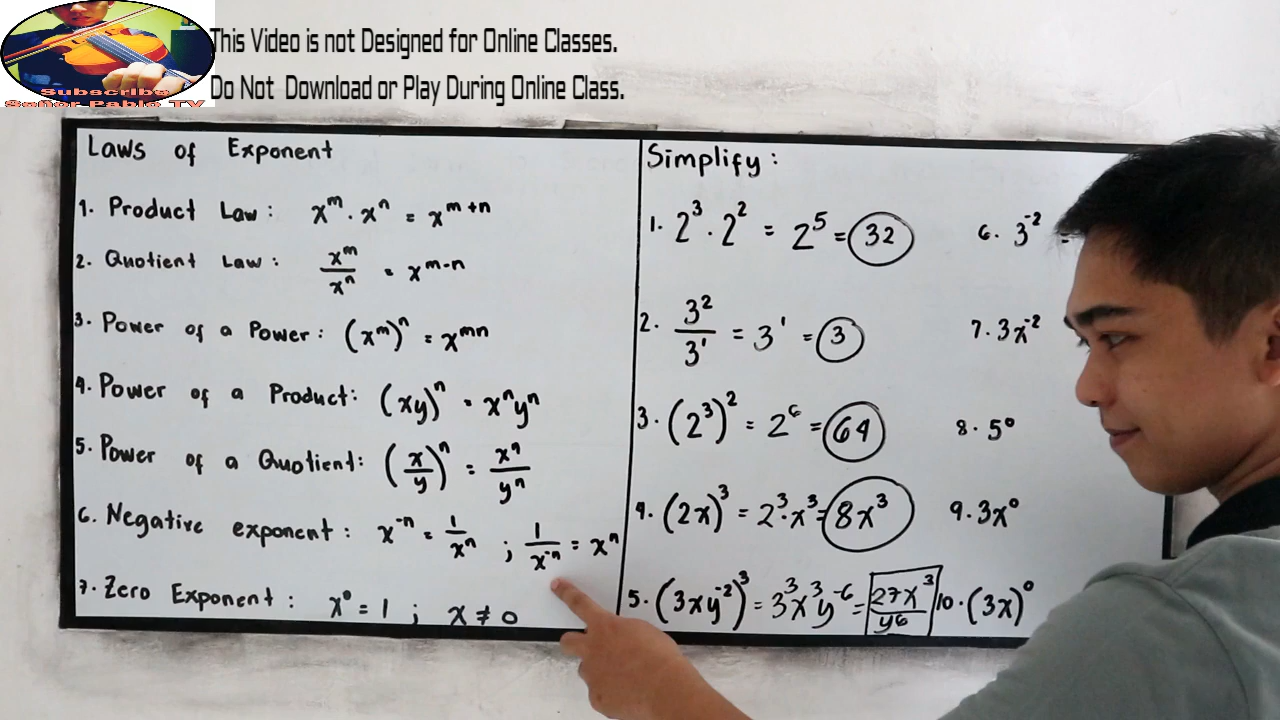 This Video is not Designed for Online Classes.
Do Not Download or Play During Online Class.
Subscribe
Señor Pablo TV
Laws of Exponent
1. Product Law: x^m · x^n = x^{m+n}
2. Quotient Law: x^m / x^n = x^{m-n}
3. Power of a Power: (x^m)^n = x^{mn}
4. Power of a Product: (xy)^n = x^n y^n
5. Power of a Quotient: (x/y)^n = x^n / y^n
6. Negative exponent: x^{-n} = 1/x^n ; 1/x^{-n} = x^n
7. Zero Exponent: x^0 = 1 ; x ≠ 0
Simplify:
1. 2^3 · 2^2 = 2^5 = 32
2. 3^2 / 3^1 = 3^1 = 3
3. (2^3)^2 = 2^6 = 64
4. (2x)^3 = 2^3 · x^3 = 8x^3
5. (3xy^{-2})^3 = 3^3 x^3 y^{-6} = 27x^3 / y^6
6. 3^{-2} =
7. 3x^{-2}
8. 5^0
9. 3x^0
10. (3x)^0